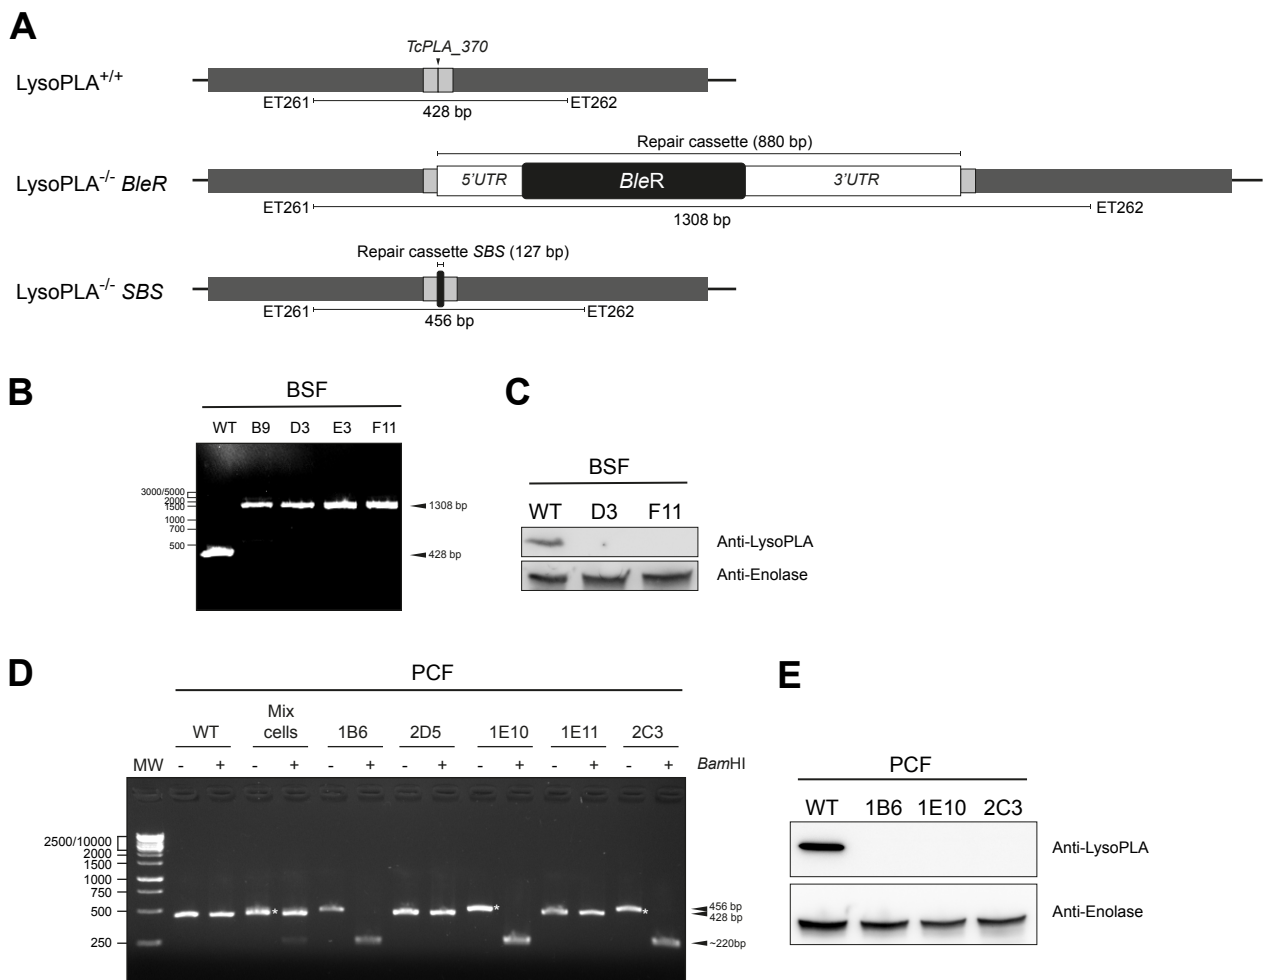 A
TcPLA_370
LysoPLA+/+
ET261
ET262
428 bp
Repair cassette (880 bp)
LysoPLA-/- BleR
5'UTR
BleR
3'UTR
ET261
ET262
1308 bp
Repair cassette SBS (127 bp)
LysoPLA-/- SBS
ET261
ET262
456 bp
B
BSF
WT B9 D3 E3 F11
3000/5000
2000
1500
1000
700
500
1308 bp
428 bp
C
BSF
WT D3 F11
Anti-LysoPLA
Anti-Enolase
D
PCF
WT Mix cells 1B6 2D5 1E10 1E11 2C3
MW - + - + - + - + - + - + - + BamHI
2500/10000
2000
1500
1000
750
500
250
* * *
456 bp
428 bp
~220bp
E
PCF
WT 1B6 1E10 2C3
Anti-LysoPLA
Anti-Enolase